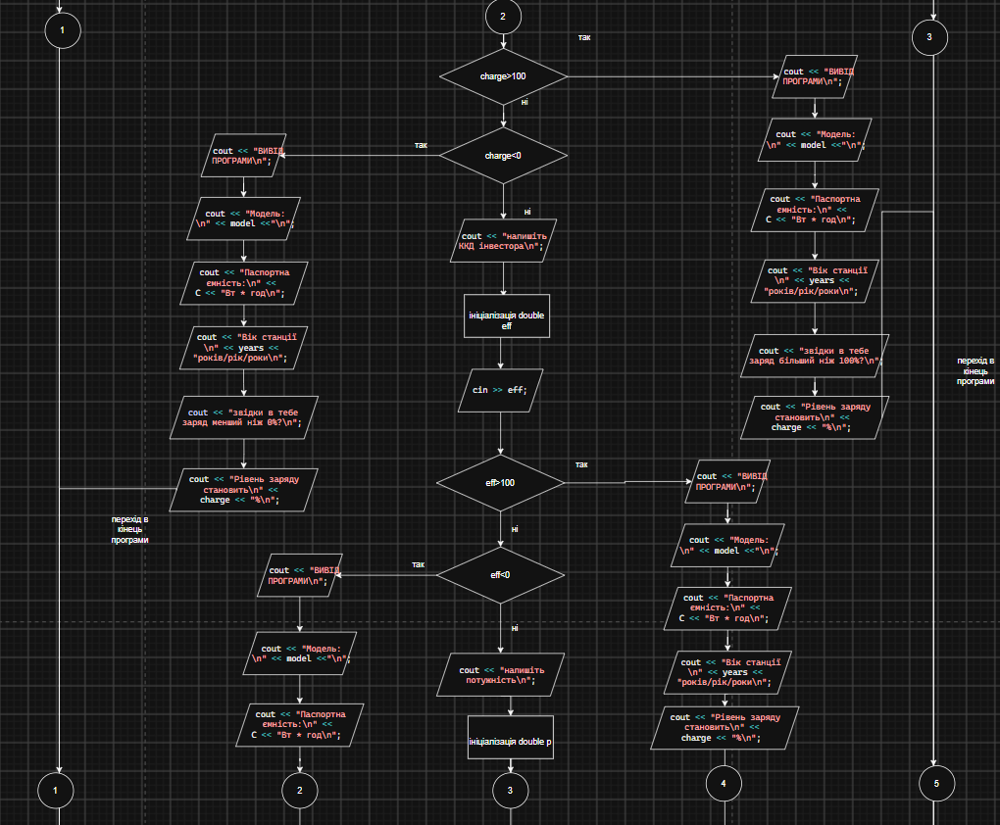 1
2
3
так
charge>100
ні
cout << "ВИВІД
ПРОГРАМИ\n";
cout << "Модель:
\n" << model <<"\n";
cout << "Паспортна
ємність:\n" <<
C << "Вт * год\n";
cout << "Вік станції
\n" << years <<
"років/рік/роки\n";
cout << "звідки в тебе
заряд більший ніж 100%?\n";
cout << "Рівень заряду
становить\n" <<
charge << "%\n";
перехід в
кінець
програми
charge<0
так
ні
cout << "ВИВІД
ПРОГРАМИ\n";
cout << "Модель:
\n" << model <<"\n";
cout << "Паспортна
ємність:\n" <<
C << "Вт * год\n";
cout << "Вік станції
\n" << years <<
"років/рік/роки\n";
cout << "звідки в тебе
заряд менший ніж 0%?\n";
cout << "Рівень заряду
становить\n" <<
charge << "%\n";
перехід в
кінець
програми
cout << "напишіть
ККД інвестора\n";
ініціалізація double
eff
cin >> eff;
eff>100
так
ні
cout << "ВИВІД
ПРОГРАМИ\n";
cout << "Модель:
\n" << model <<"\n";
cout << "Паспортна
ємність:\n" <<
C << "Вт * год\n";
cout << "Вік станції
\n" << years <<
"років/рік/роки\n";
cout << "Рівень заряду
становить\n" <<
charge << "%\n";
eff<0
так
ні
cout << "ВИВІД
ПРОГРАМИ\n";
cout << "Модель:
\n" << model <<"\n";
cout << "Паспортна
ємність:\n" <<
C << "Вт * год\n";
cout << "напишіть
потужність\n";
ініціалізація double p
1
2
3
4
5